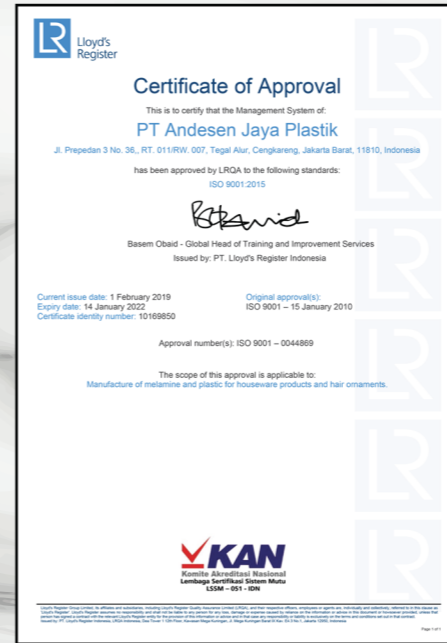 LR
Lloyd's
Register
Certificate of Approval
This is to certify that the Management System of:
PT Andesen Jaya Plastik
Jl. Prepedan 3 No. 36,, RT. 011/RW. 007, Tegal Alur, Cengkareng, Jakarta Barat, 11810, Indonesia
has been approved by LRQA to the following standards:
ISO 9001:2015
Basem Obaid - Global Head of Training and Improvement Services
Issued by: PT. Lloyd's Register Indonesia
Current issue date: 1 February 2019
Expiry date: 14 January 2022
Certificate identity number: 10169850
Original approval(s):
ISO 9001 – 15 January 2010
Approval number(s): ISO 9001 – 0044869
The scope of this approval is applicable to:
Manufacture of melamine and plastic for houseware products and hair ornaments.
KAN
Komite Akreditasi Nasional
Lembaga Sertifikasi Sistem Mutu
LSSM – 051 - IDN
Page 1 of 1